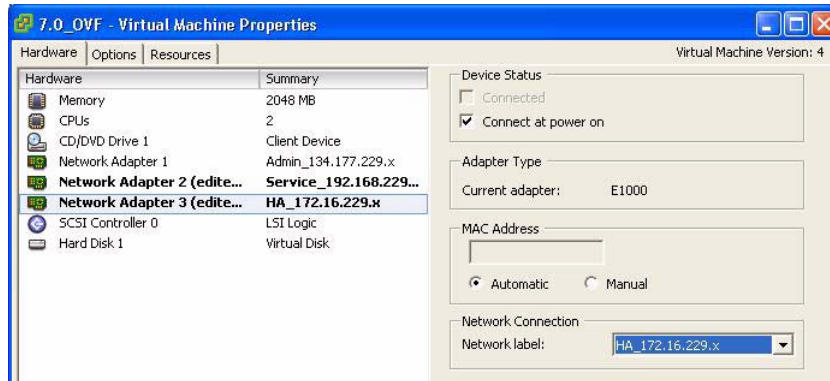 7.0_OVF - Virtual Machine Properties
Hardware Options Resources Virtual Machine Version: 4
Hardware Summary
Memory 2048 MB
CPUs 2
CD/DVD Drive 1 Client Device
Network Adapter 1 Admin_134.177.229.x
Network Adapter 2 (edite... Service_192.168.229...
Network Adapter 3 (edite... HA_172.16.229.x
SCSI Controller 0 LSI Logic
Hard Disk 1 Virtual Disk
Device Status
Connected
Connect at power on
Adapter Type
Current adapter: E1000
MAC Address
Automatic Manual
Network Connection
Network label: HA_172.16.229.x